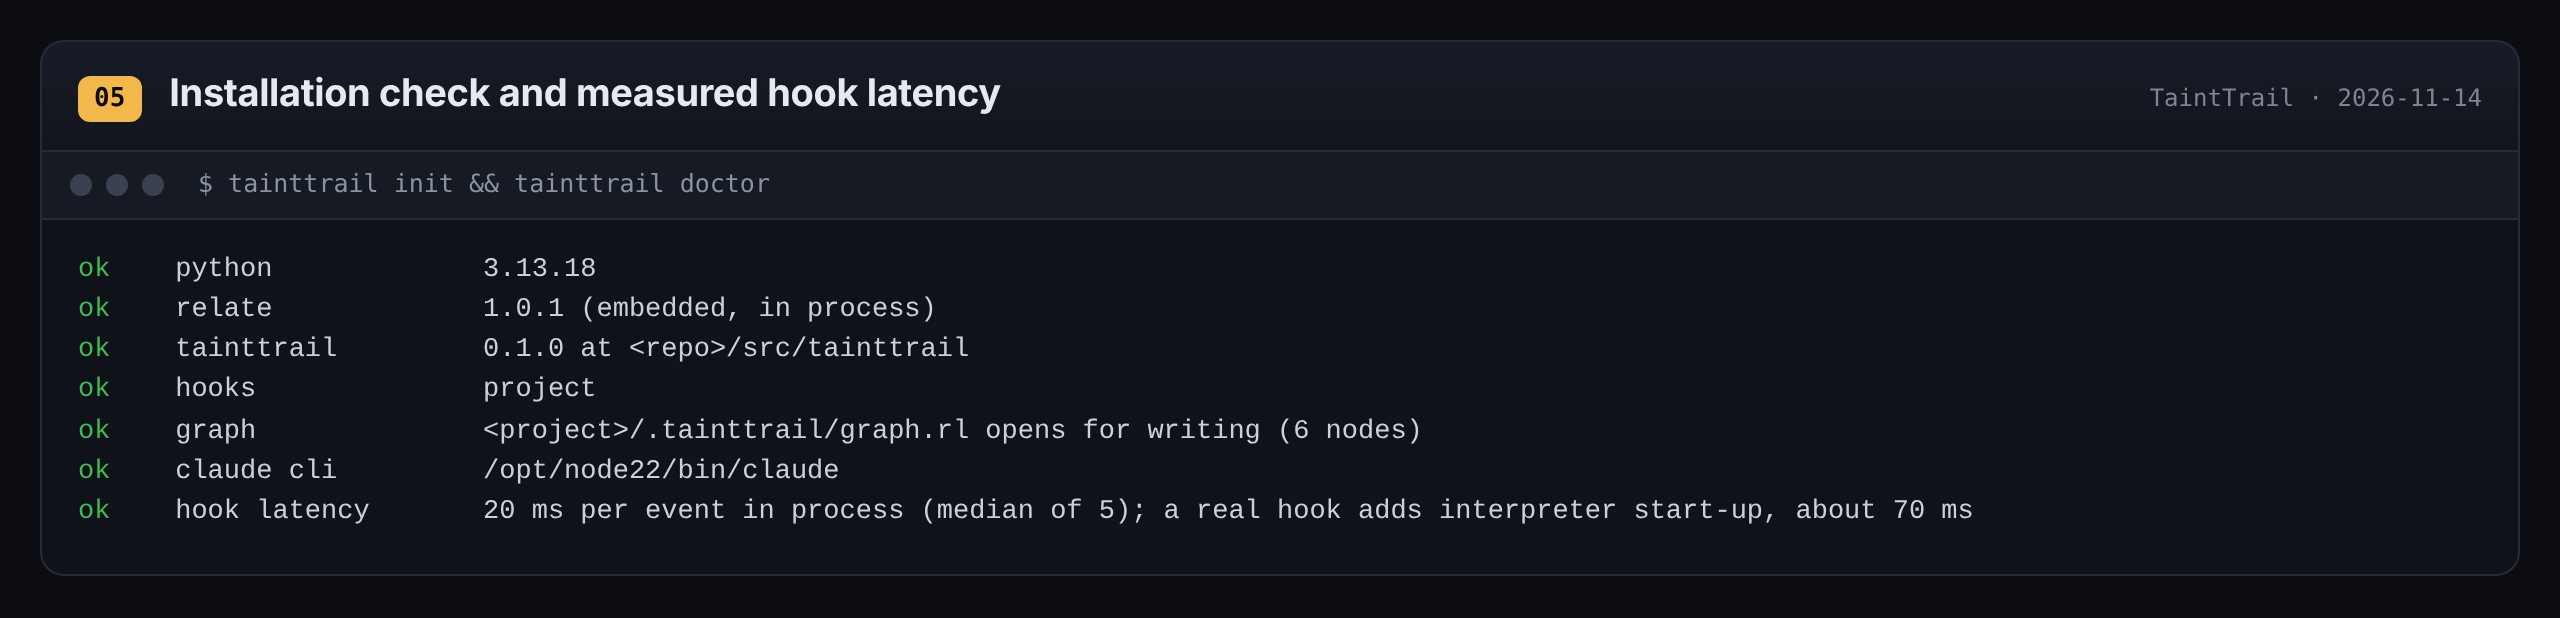 05 Installation check and measured hook latency TaintTrail · 2026-11-14
$ tainttrail init && tainttrail doctor
ok python 3.13.18
ok relate 1.0.1 (embedded, in process)
ok tainttrail 0.1.0 at <repo>/src/tainttrail
ok hooks project
ok graph <project>/.tainttrail/graph.rl opens for writing (6 nodes)
ok claude cli /opt/node22/bin/claude
ok hook latency 20 ms per event in process (median of 5); a real hook adds interpreter start-up, about 70 ms